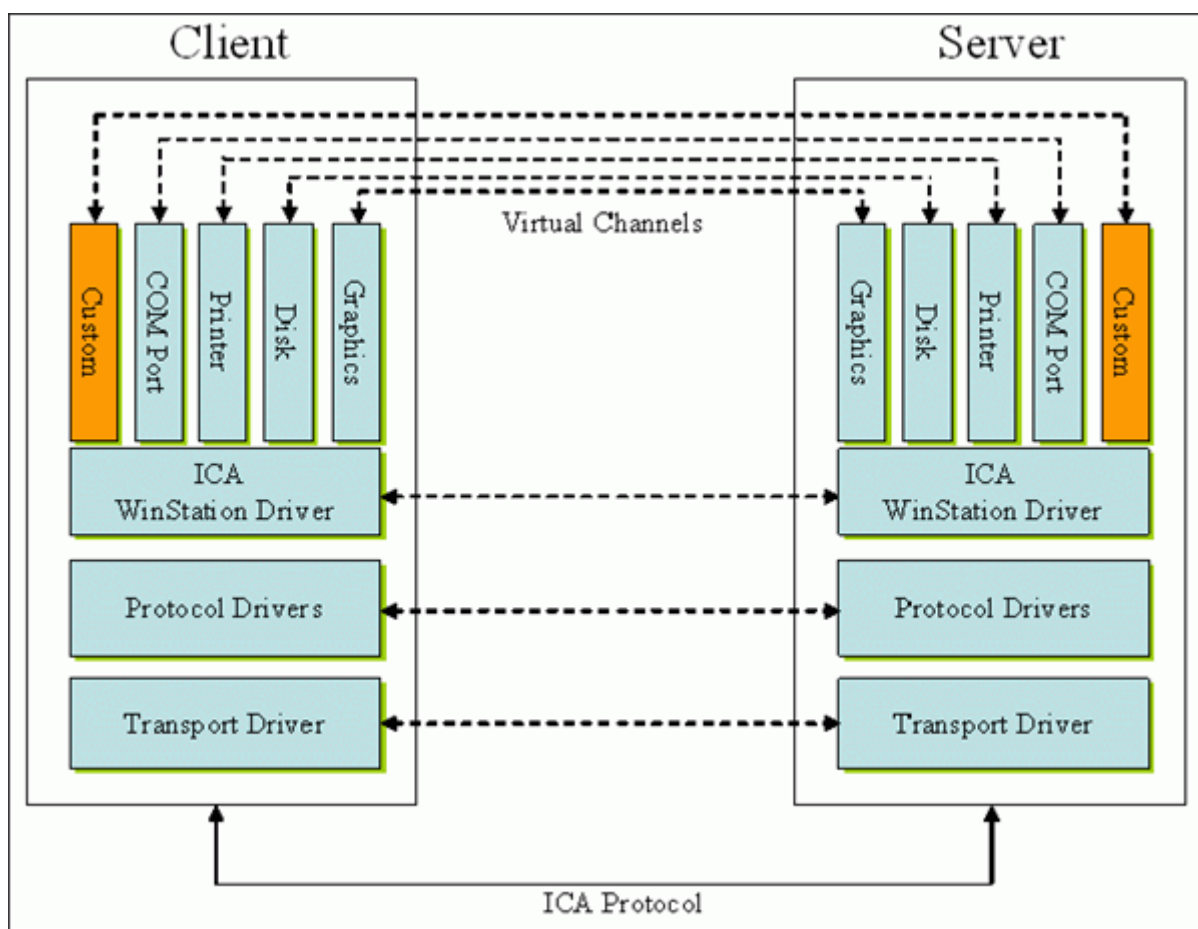 Client
Server
Virtual Channels
Custom
COM Port
Printer
Disk
Graphics
Graphics
Disk
Printer
COM Port
Custom
ICA
WinStation Driver
ICA
WinStation Driver
Protocol Drivers
Protocol Drivers
Transport Driver
Transport Driver
ICA Protocol